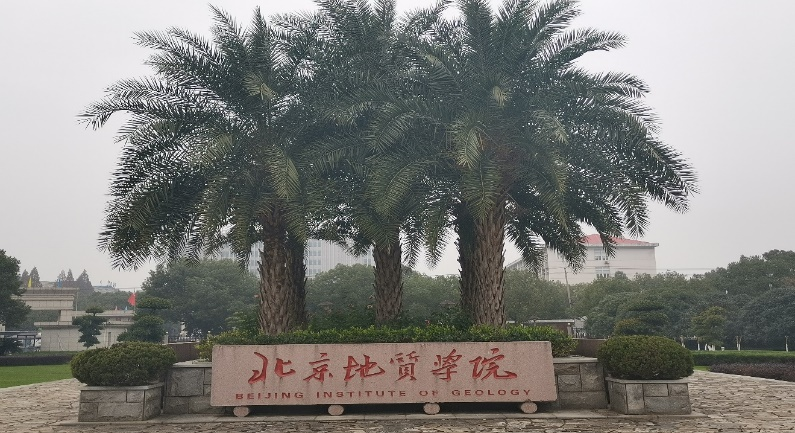 北京地质学院
BEIJING INSTITUTE OF GEOLOGY